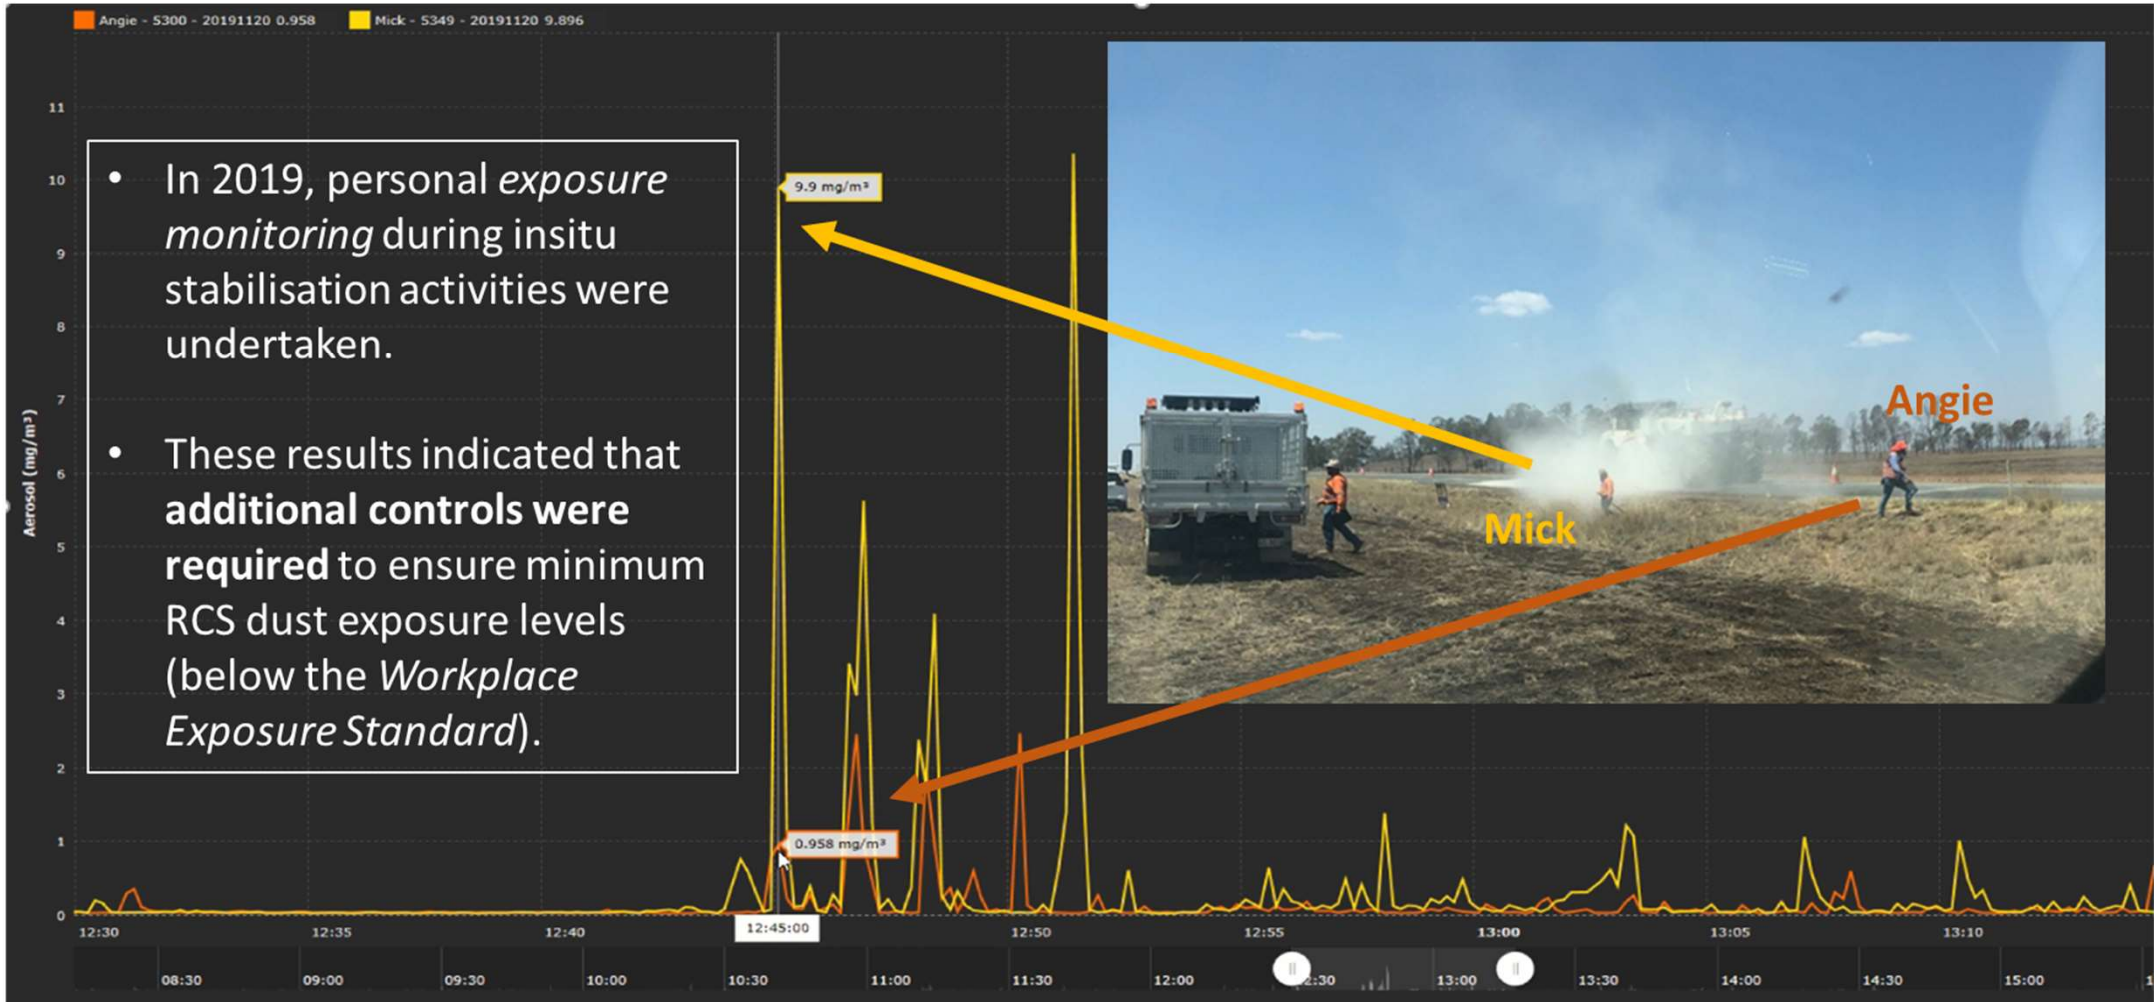 Angie - 5300 - 20191120 0.958
Mick - 5349 - 20191120 9.896
Aerosol (mg/m³)
11
10
9
8
7
6
5
4
3
2
1
0
• In 2019, personal exposure
monitoring during insitu
stabilisation activities were
undertaken.
• These results indicated that
additional controls were
required to ensure minimum
RCS dust exposure levels
(below the Workplace
Exposure Standard).
9.9 mg/m³
0.958 mg/m³
Angie
Mick
12:30
12:35
12:40
12:45:00
12:50
12:55
13:00
13:05
13:10
08:30
09:00
09:30
10:00
10:30
11:00
11:30
12:00
2:30
13:00
13:30
14:00
14:30
15:00